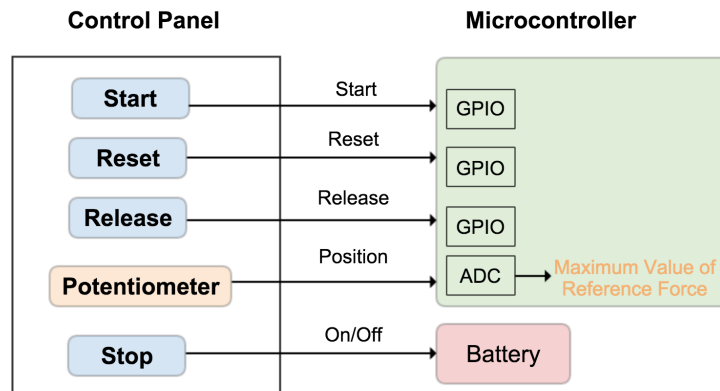 Control Panel
Microcontroller
Start
Start
GPIO
Reset
Reset
GPIO
Release
Release
GPIO
Potentiometer
Position
ADC
Maximum Value of
Reference Force
Stop
On/Off
Battery